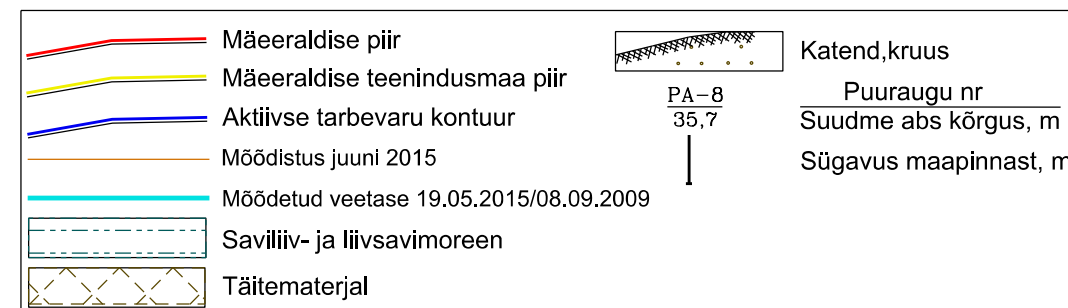 Mäeeraldise piir
Mäeeraldise teenindusmaa piir
Aktiivse tarbevaru kontuur
Mõõdistus juuni 2015
Mõõdetud veetase 19.05.2015/08.09.2009
Saviliiv- ja liivsavimoreen
Täitematerjal
Katend,kruus
PA-8
35,7
Puuraugu nr
Suudme abs kõrgus, m
Sügavus maapinnast, m